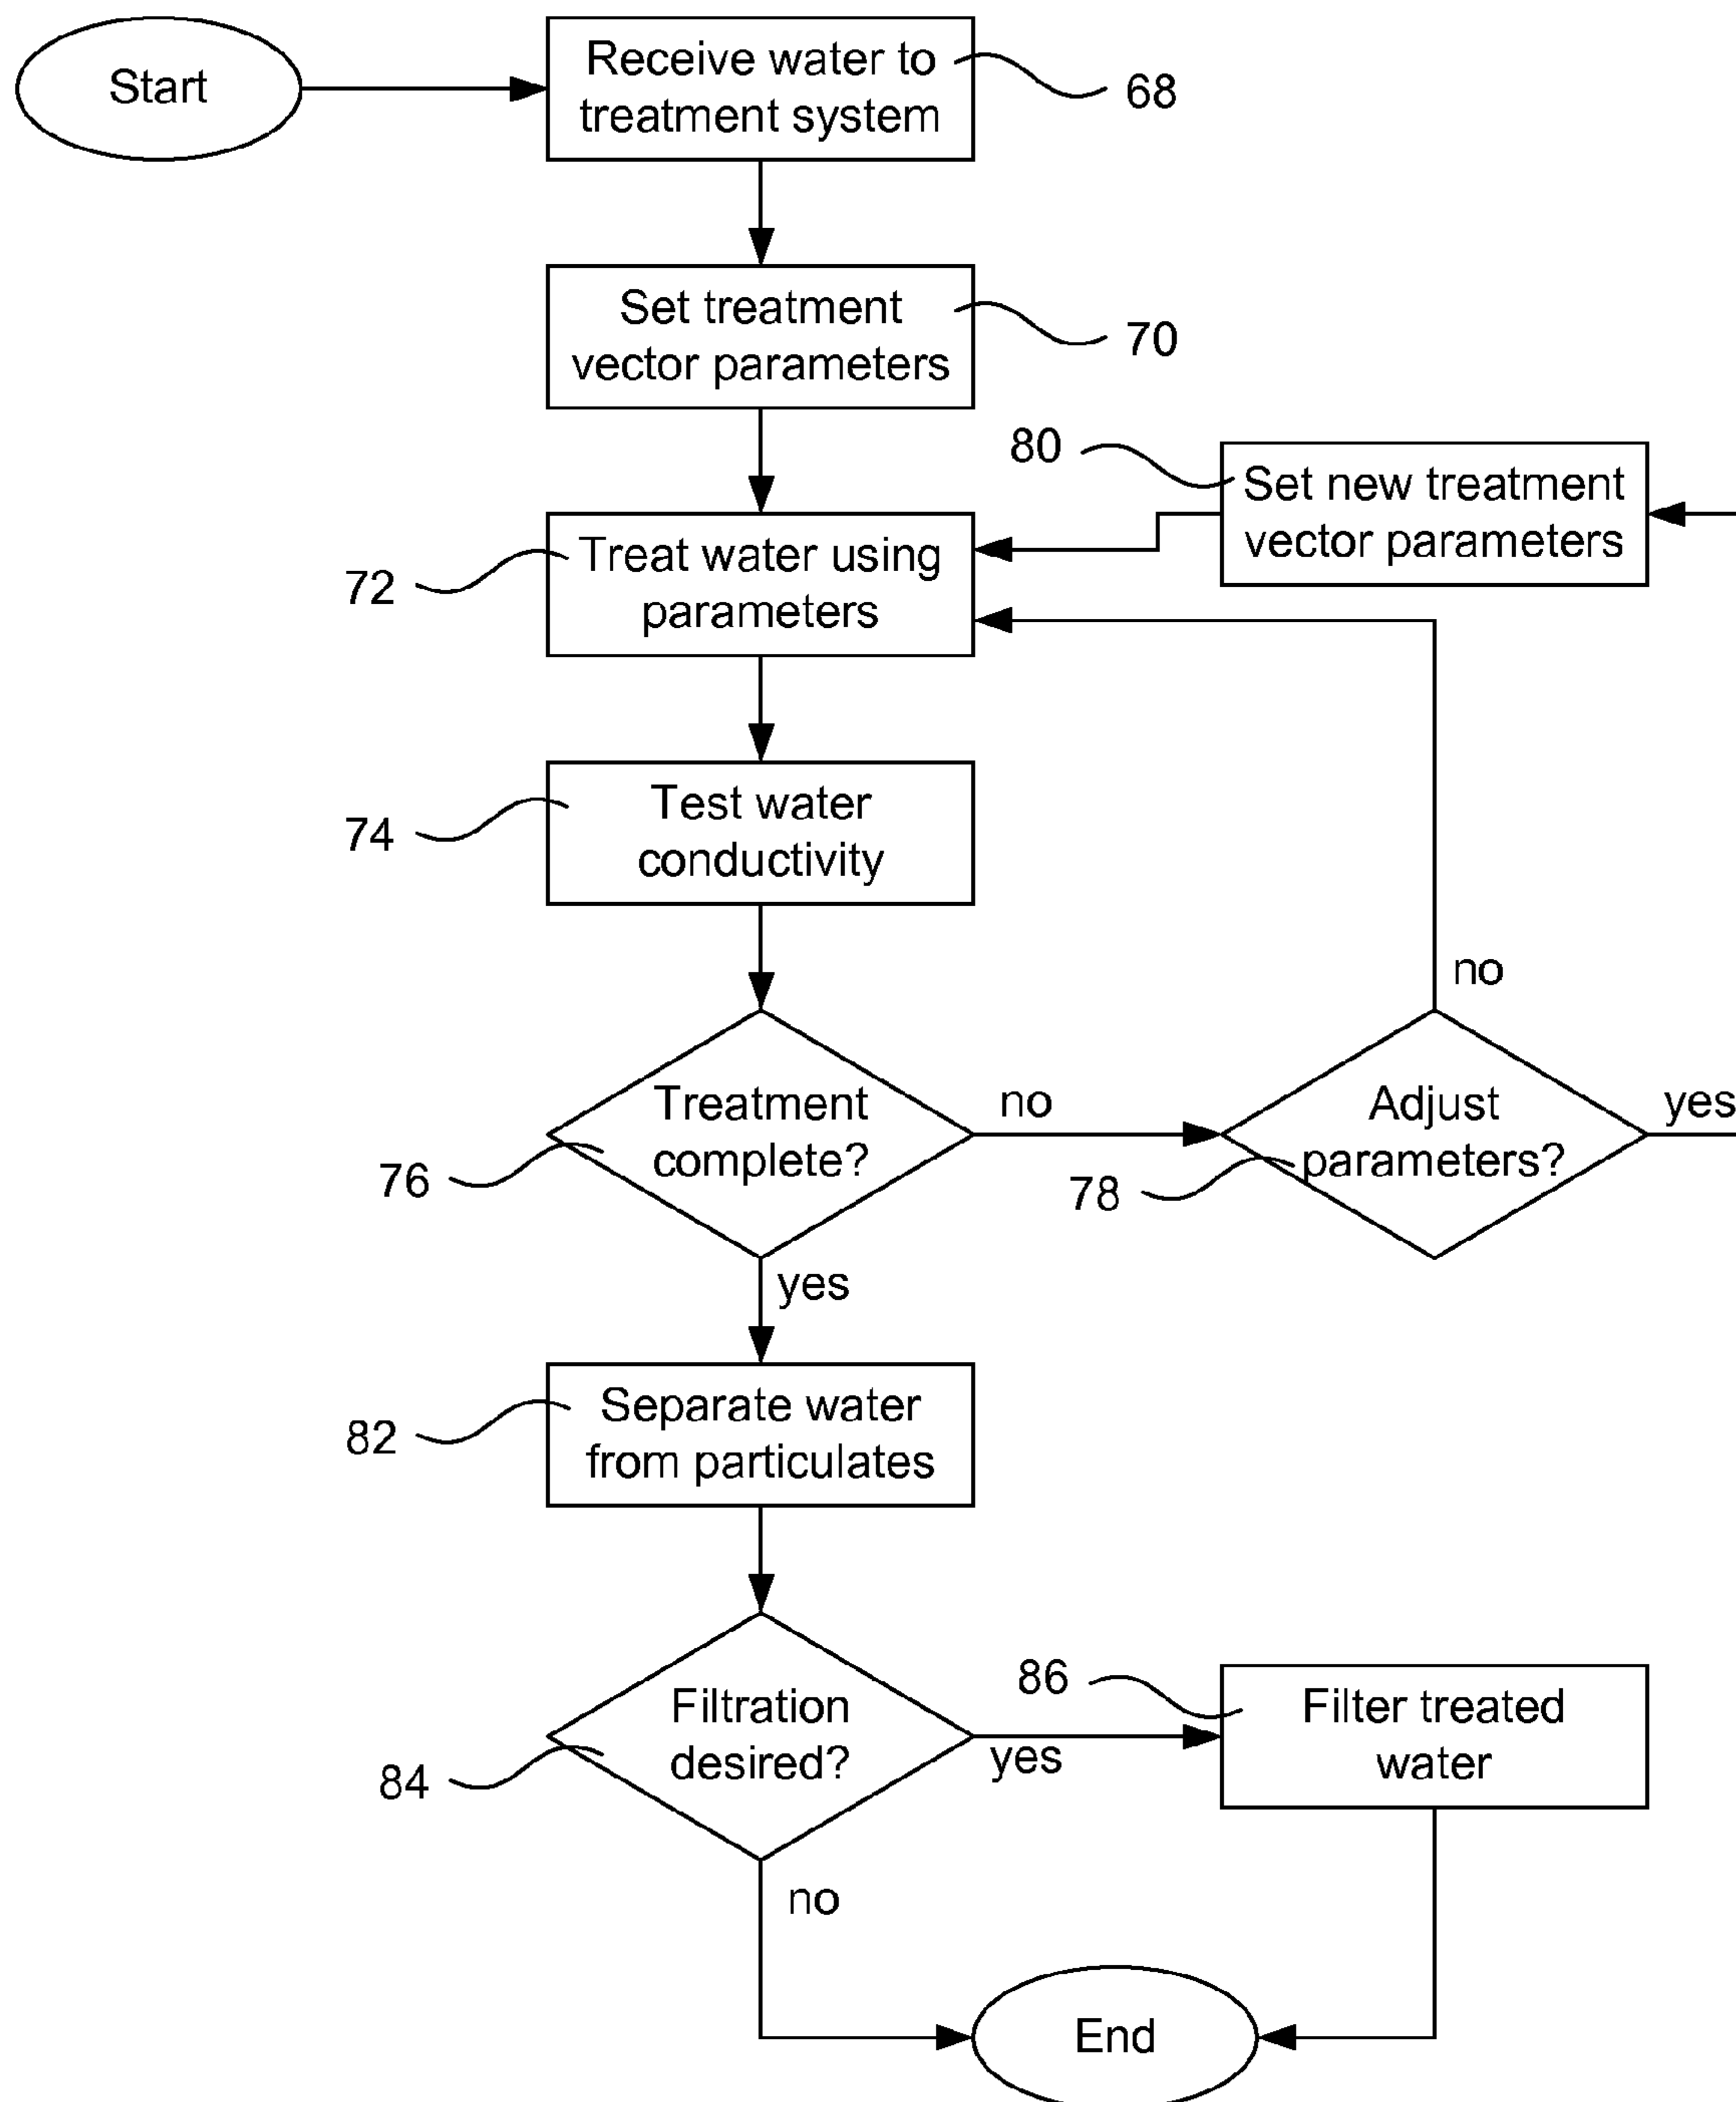 Start
Receive water to
treatment system
68
Set treatment
vector parameters
70
80
Set new treatment
vector parameters
72
Treat water using
parameters
74
Test water
conductivity
no
Treatment
complete?
76
no
Adjust
parameters?
78
yes
yes
82
Separate water
from particulates
Filtration
desired?
84
yes
86
Filter treated
water
no
End